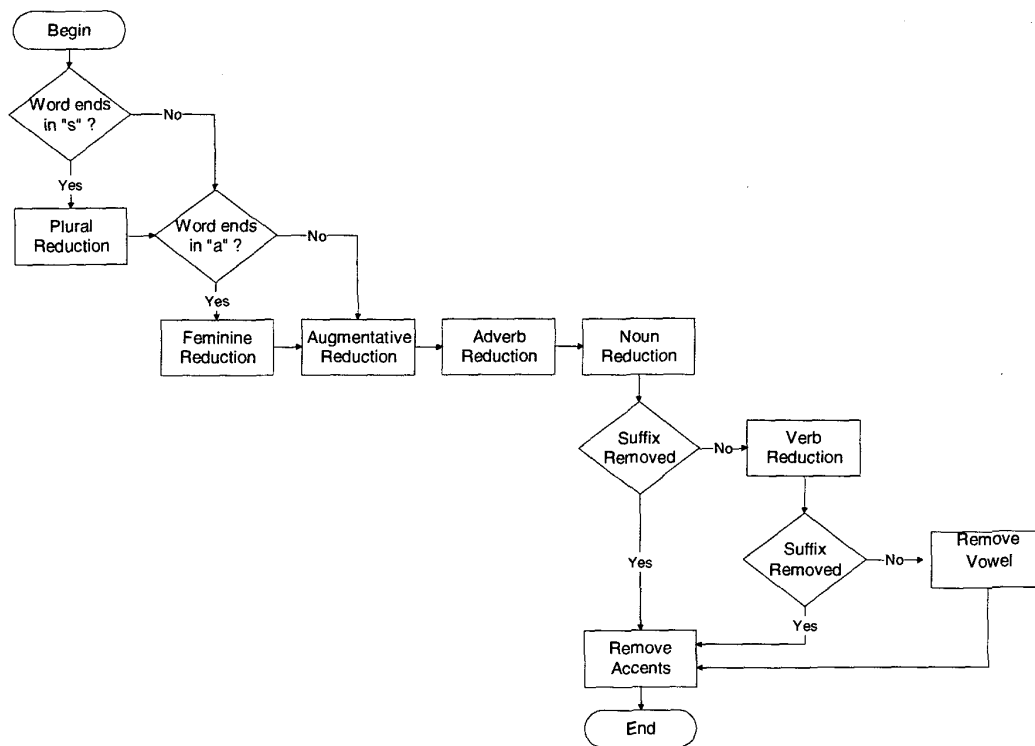 Begin
Word ends
in "s" ?
No
Yes
Plural
Reduction
Word ends
in "a" ?
No
Yes
Feminine
Reduction
Augmentative
Reduction
Adverb
Reduction
Noun
Reduction
Suffix
Removed
No
Verb
Reduction
Yes
Suffix
Removed
No
Remove
Vowel
Yes
Remove
Accents
End